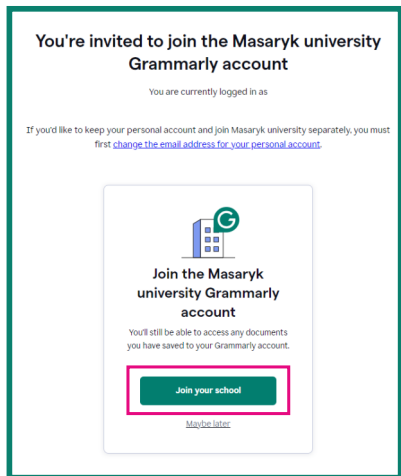 You're invited to join the Masaryk university
Grammarly account
You are currently logged in as
If you'd like to keep your personal account and join Masaryk university separately, you must
first change the email address for your personal account.
G
Join the Masaryk
university Grammarly
account
You'll still be able to access any documents
you have saved to your Grammarly account.
Join your school
Maybe later